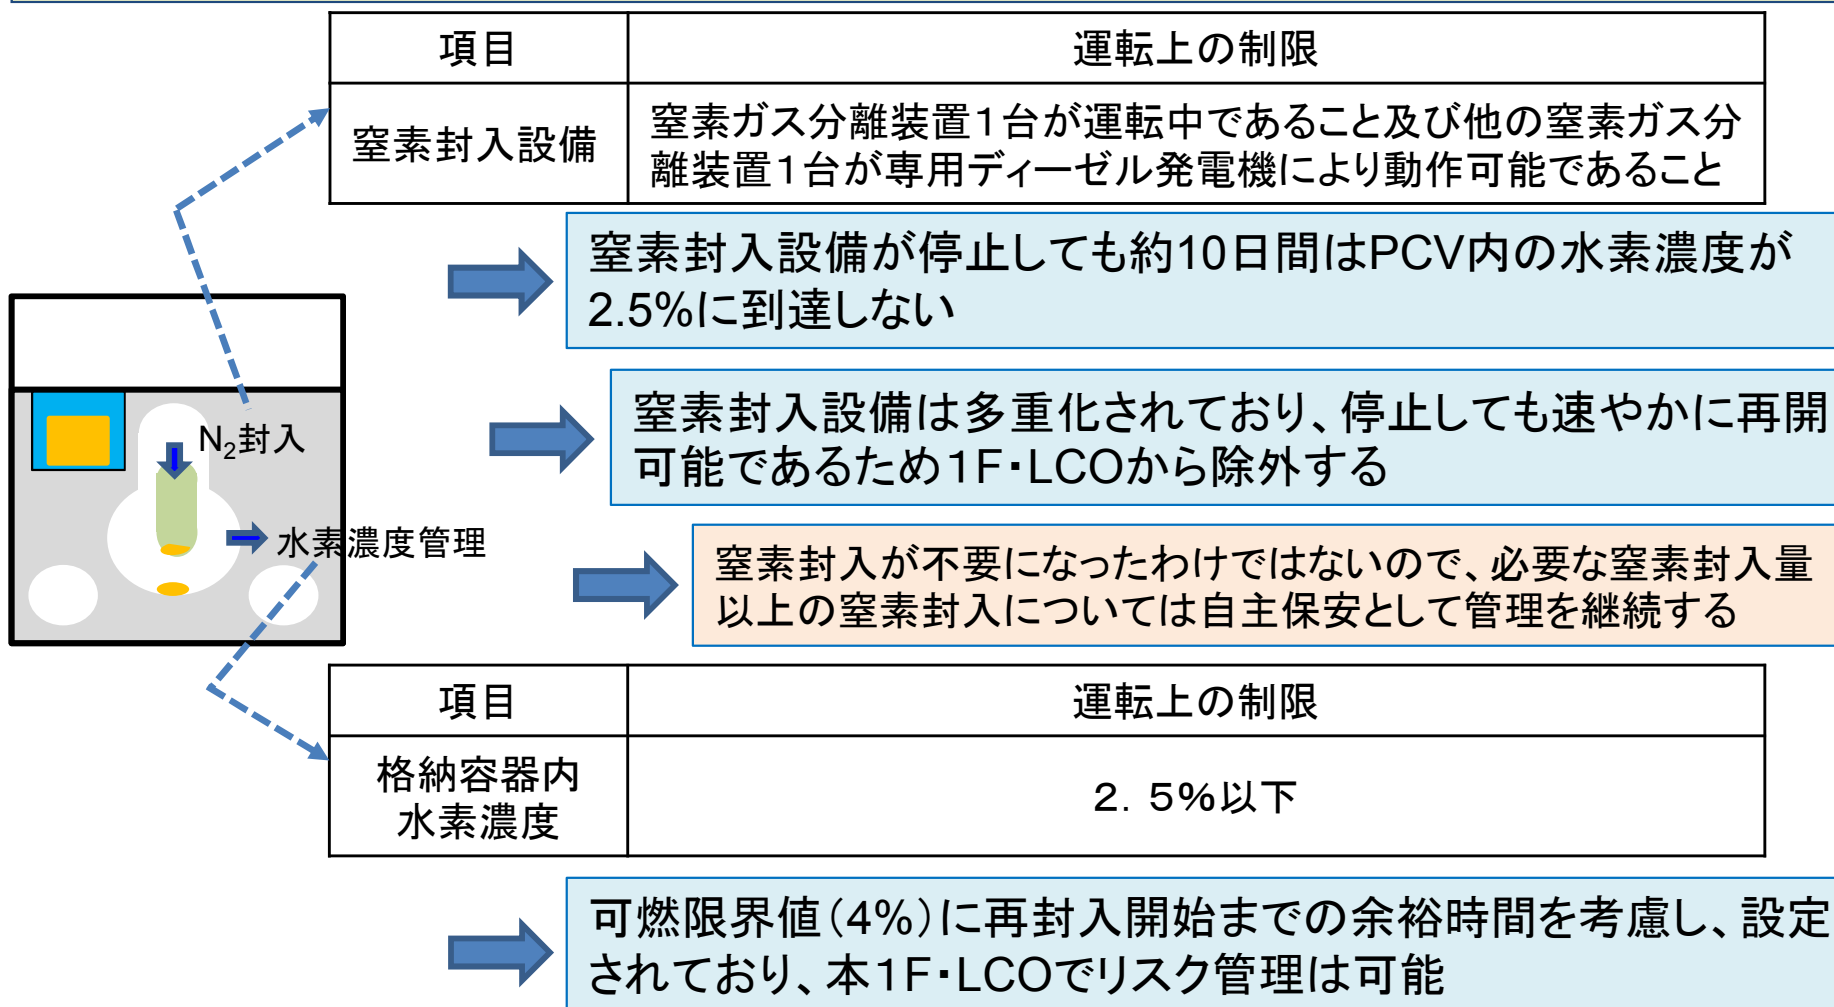 項目
運転上の制限
窒素封入設備
窒素ガス分離装置1台が運転中であること及び他の窒素ガス分
離装置1台が専用ディーゼル発電機により動作可能であること
窒素封入設備が停止しても約10日間はPCV内の水素濃度が
2.5%に到達しない
窒素封入設備は多重化されており、停止しても速やかに再開
可能であるため1F・LCOから除外する
N₂封入
水素濃度管理
窒素封入が不要になったわけではないので、必要な窒素封入量
以上の窒素封入については自主保安として管理を継続する
項目
運転上の制限
格納容器内
水素濃度
2．5%以下
可燃限界値(4%)に再封入開始までの余裕時間を考慮し、設定
されており、本1F・LCOでリスク管理は可能